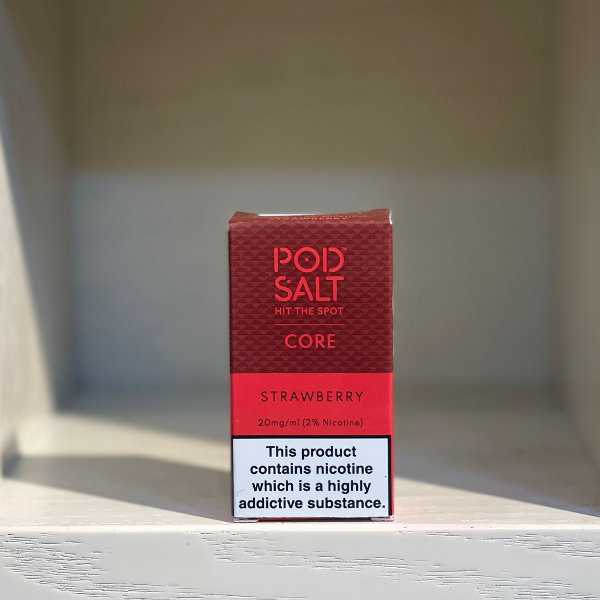 POD™
SALT
HIT THE SPOT
CORE
STRAWBERRY
20mg/ml (2% Nicotine)
This product
contains nicotine
which is a highly
addictive substance.